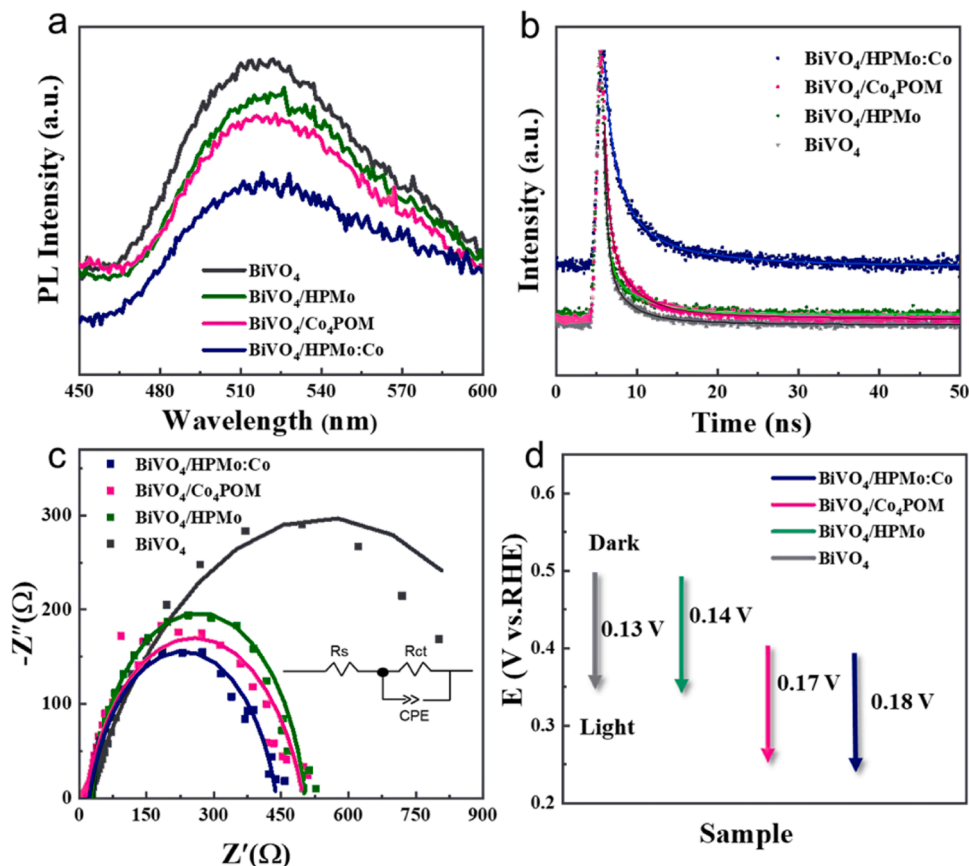 a
PL Intensity (a.u.)
BiVO₄
BiVO₄/HPMo
BiVO₄/Co₄POM
BiVO₄/HPMo:Co
450 480 510 540 570 600
Wavelength (nm)
b
Intensity (a.u.)
BiVO₄/HPMo:Co
BiVO₄/Co₄POM
BiVO₄/HPMo
BiVO₄
0 10 20 30 40 50
Time (ns)
c
-Z″(Ω)
BiVO₄/HPMo:Co
BiVO₄/Co₄POM
BiVO₄/HPMo
BiVO₄
300
200
100
0
Rs
Rct
CPE
0 150 300 450 600 750 900
Z′(Ω)
d
E (V vs.RHE)
0.6
0.5
0.4
0.3
0.2
BiVO₄/HPMo:Co
BiVO₄/Co₄POM
BiVO₄/HPMo
BiVO₄
Dark
0.13 V
0.14 V
0.17 V
0.18 V
Light
Sample